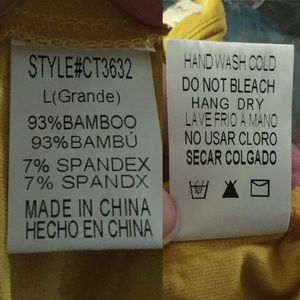 STYLE#CT3632
L(Grande)
93%BAMBOO
93%BAMBÚ
7% SPANDEX
7% SPANDX
MADE IN CHINA
HECHO EN CHINA
HAND WASH COLD
DO NOT BLEACH
HANG DRY
LAVE FRIO A MANO
NO USAR CLORO
SECAR COLGADO